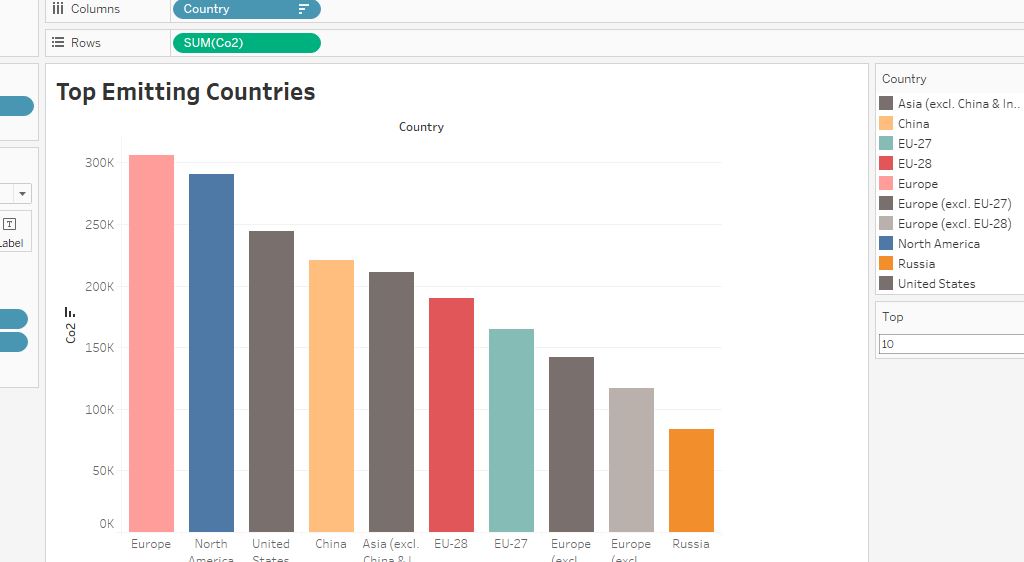 Columns
Country
Rows
SUM(Co2)
Top Emitting Countries
Country
Co2
300K
250K
200K
150K
100K
50K
0K
Europe
North America
United States
China
Asia (excl. China & I..
EU-28
EU-27
Europe (excl.
Europe (excl.
Russia
Label
Country
Asia (excl. China & In..
China
EU-27
EU-28
Europe
Europe (excl. EU-27)
Europe (excl. EU-28)
North America
Russia
United States
Top
10